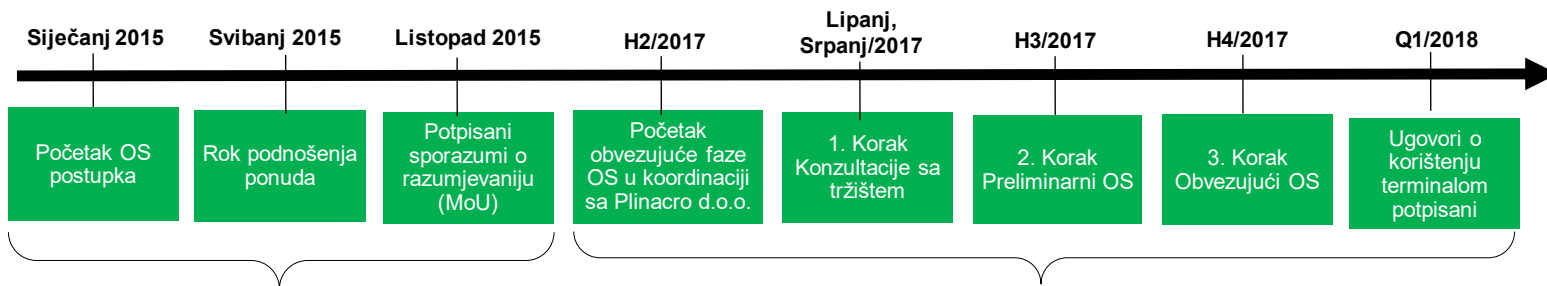 Siječanj 2015
Svibanj 2015
Listopad 2015
H2/2017
Lipanj,
Srpanj/2017
H3/2017
H4/2017
Q1/2018
Početak OS
postupka
Rok podnošenja
ponuda
Potpisani
sporazumi o
razumjevaniju
(MoU)
Početak
obvezujuće faze
OS u koordinaciji
sa Plinacro d.o.o.
1. Korak
Konzultacije sa
tržištem
2. Korak
Preliminarni OS
3. Korak
Obvezujući OS
Ugovori o
korištenju
terminalom
potpisani